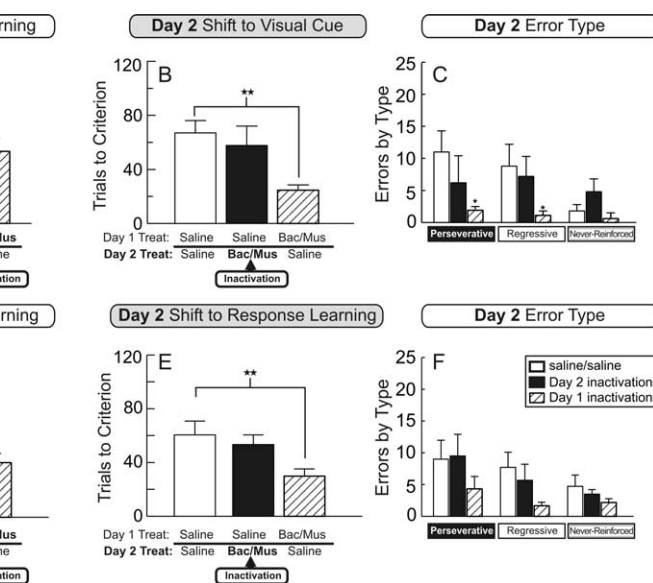 rning
Day 2 Shift to Visual Cue
Day 2 Error Type
B
Trials to Criterion
120
80
40
0
★★
Day 1 Treat: Saline Saline Bac/Mus
Day 2 Treat: Saline Bac/Mus Saline
Inactivation
C
Errors by Type
25
20
15
10
5
0
*
*
Perseverative Regressive Never-Reinforced
Mus
ne
tion
rning
Day 2 Shift to Response Learning
Day 2 Error Type
E
Trials to Criterion
120
80
40
0
★★
Day 1 Treat: Saline Saline Bac/Mus
Day 2 Treat: Saline Bac/Mus Saline
Inactivation
F
Errors by Type
25
20
15
10
5
0
saline/saline
Day 2 inactivation
Day 1 inactivation
Perseverative Regressive Never-Reinforced
Mus
ne
ation